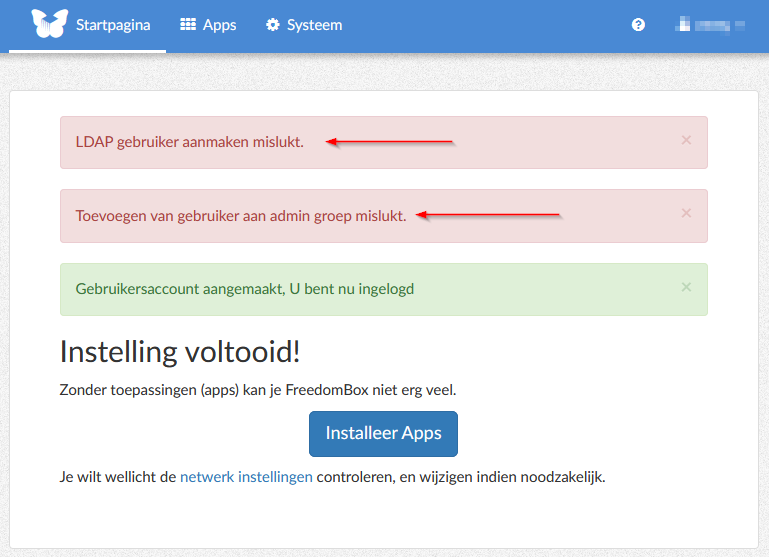 Startpagina
Apps
Systeem
LDAP gebruiker aanmaken mislukt.
Toevoegen van gebruiker aan admin groep mislukt.
Gebruikersaccount aangemaakt, U bent nu ingelogd
Instelling voltooid!
Zonder toepassingen (apps) kan je FreedomBox niet erg veel.
Installeer Apps
Je wilt wellicht de netwerk instellingen controleren, en wijzigen indien noodzakelijk.